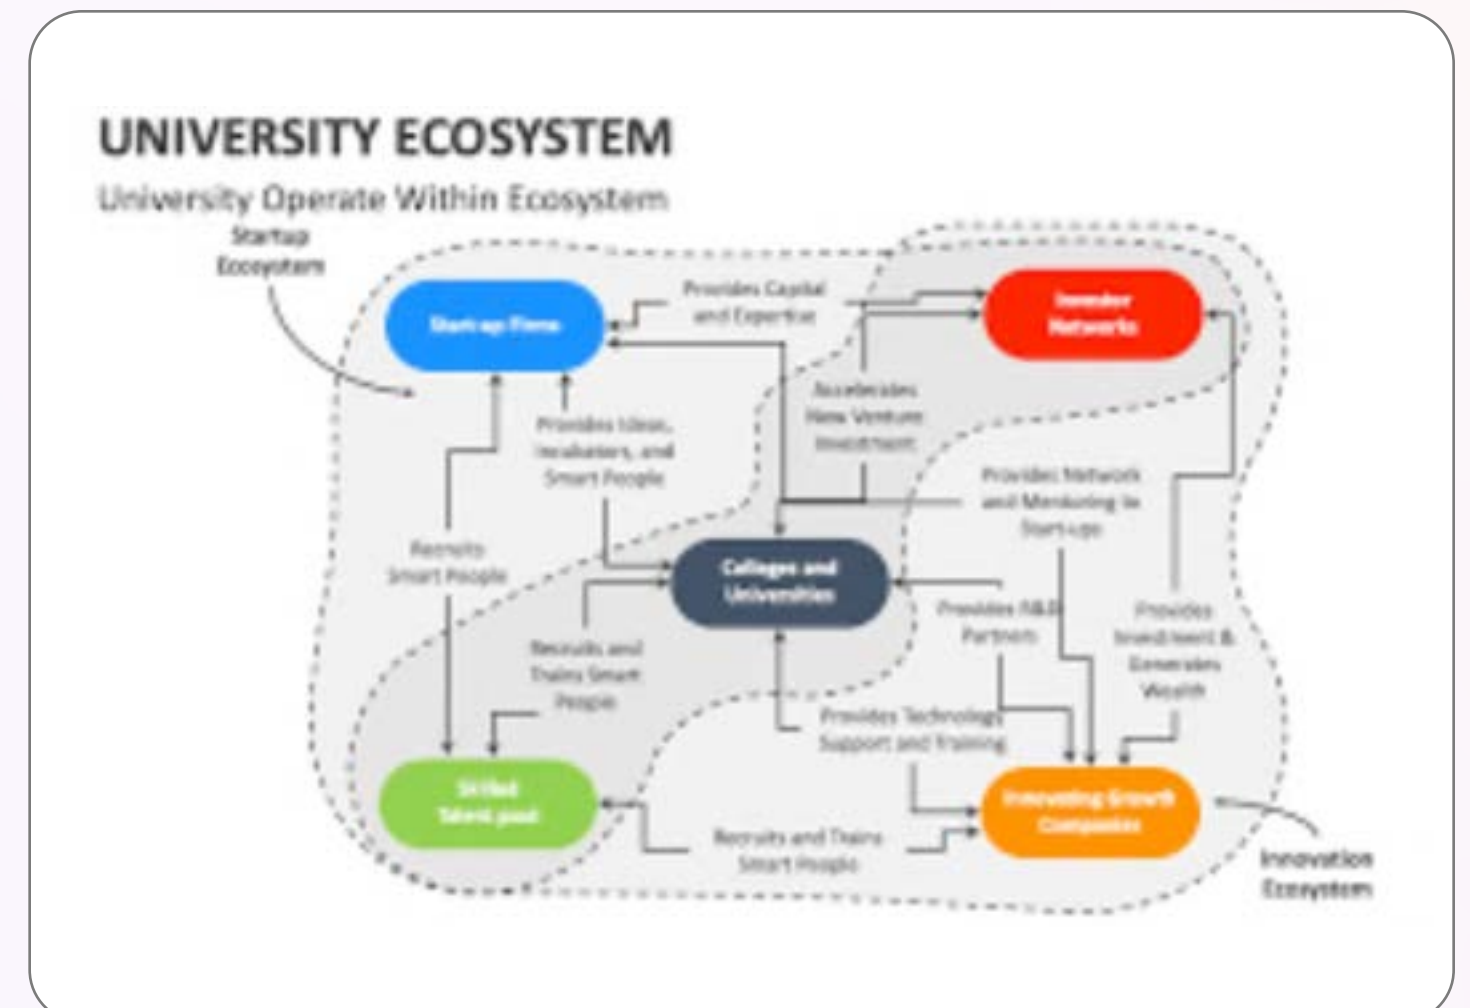 UNIVERSITY ECOSYSTEM
University Operate Within Ecosystem
Startup
Ecosystem
Start-up Firms
Provides Capital
and Expertise
Investor
Networks
Accelerates
New Venture
Investment
Provides Ideas,
Incubators, and
Smart People
Provides Network
and Mentoring to
Start-ups
Recruits
Smart People
Colleges and
Universities
Provides R&D
Partners
Provides
Investment &
Generates
Wealth
Recruits and
Trains Smart
People
Provides Technology
Support and Training
Skilled
Talent pool
Innovating Growth
Companies
Recruits and Trains
Smart People
Innovation
Ecosystem